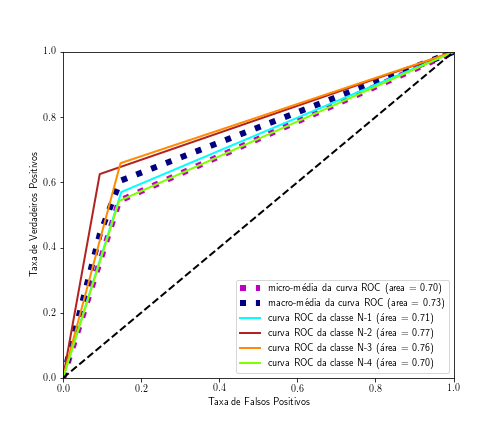 1.0
0.8
0.6
0.4
0.2
0.0
Taxa de Verdadeiros Positivos
micro-média da curva ROC (area = 0.70)
macro-média da curva ROC (area = 0.73)
curva ROC da classe N-1 (área = 0.71)
curva ROC da classe N-2 (área = 0.77)
curva ROC da classe N-3 (área = 0.76)
curva ROC da classe N-4 (área = 0.70)
0.0 0.2 0.4 0.6 0.8 1.0
Taxa de Falsos Positivos